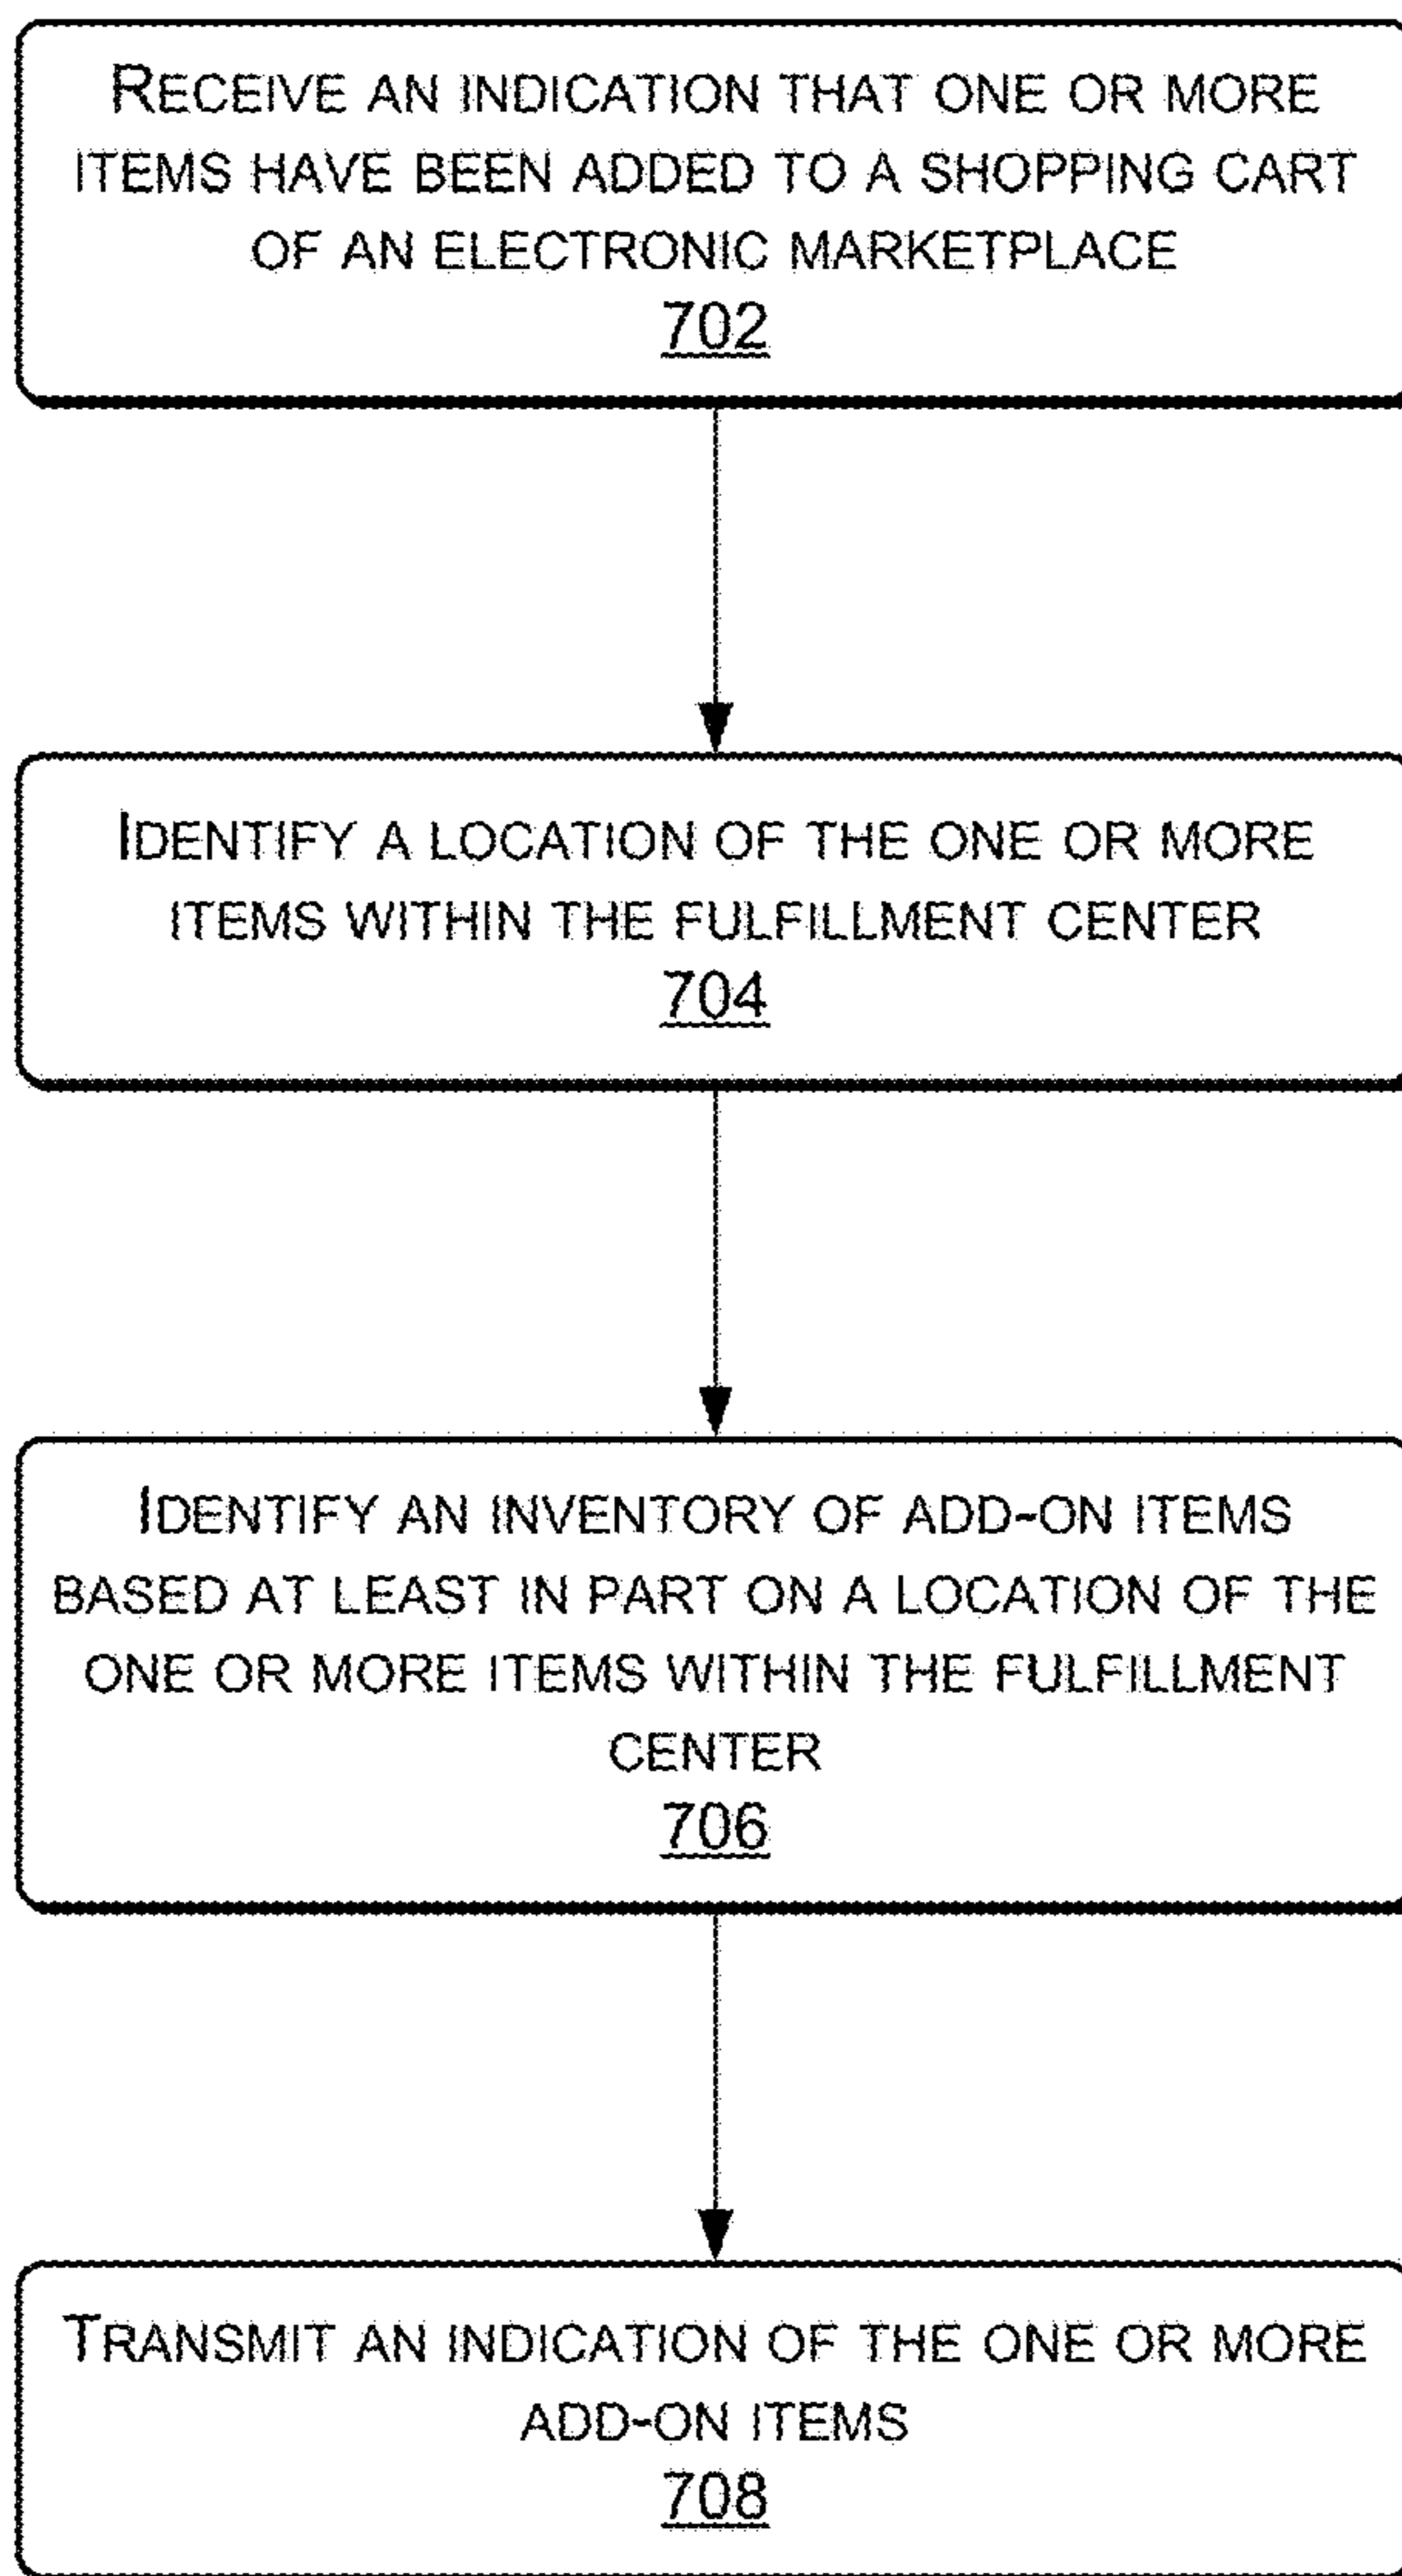 RECEIVE AN INDICATION THAT ONE OR MORE
ITEMS HAVE BEEN ADDED TO A SHOPPING CART
OF AN ELECTRONIC MARKETPLACE
702
IDENTIFY A LOCATION OF THE ONE OR MORE
ITEMS WITHIN THE FULFILLMENT CENTER
704
IDENTIFY AN INVENTORY OF ADD-ON ITEMS
BASED AT LEAST IN PART ON A LOCATION OF THE
ONE OR MORE ITEMS WITHIN THE FULFILLMENT
CENTER
706
TRANSMIT AN INDICATION OF THE ONE OR MORE
ADD-ON ITEMS
708